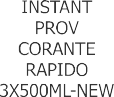 INSTANT
PROV
CORANTE
RAPIDO
3X500ML-NEW